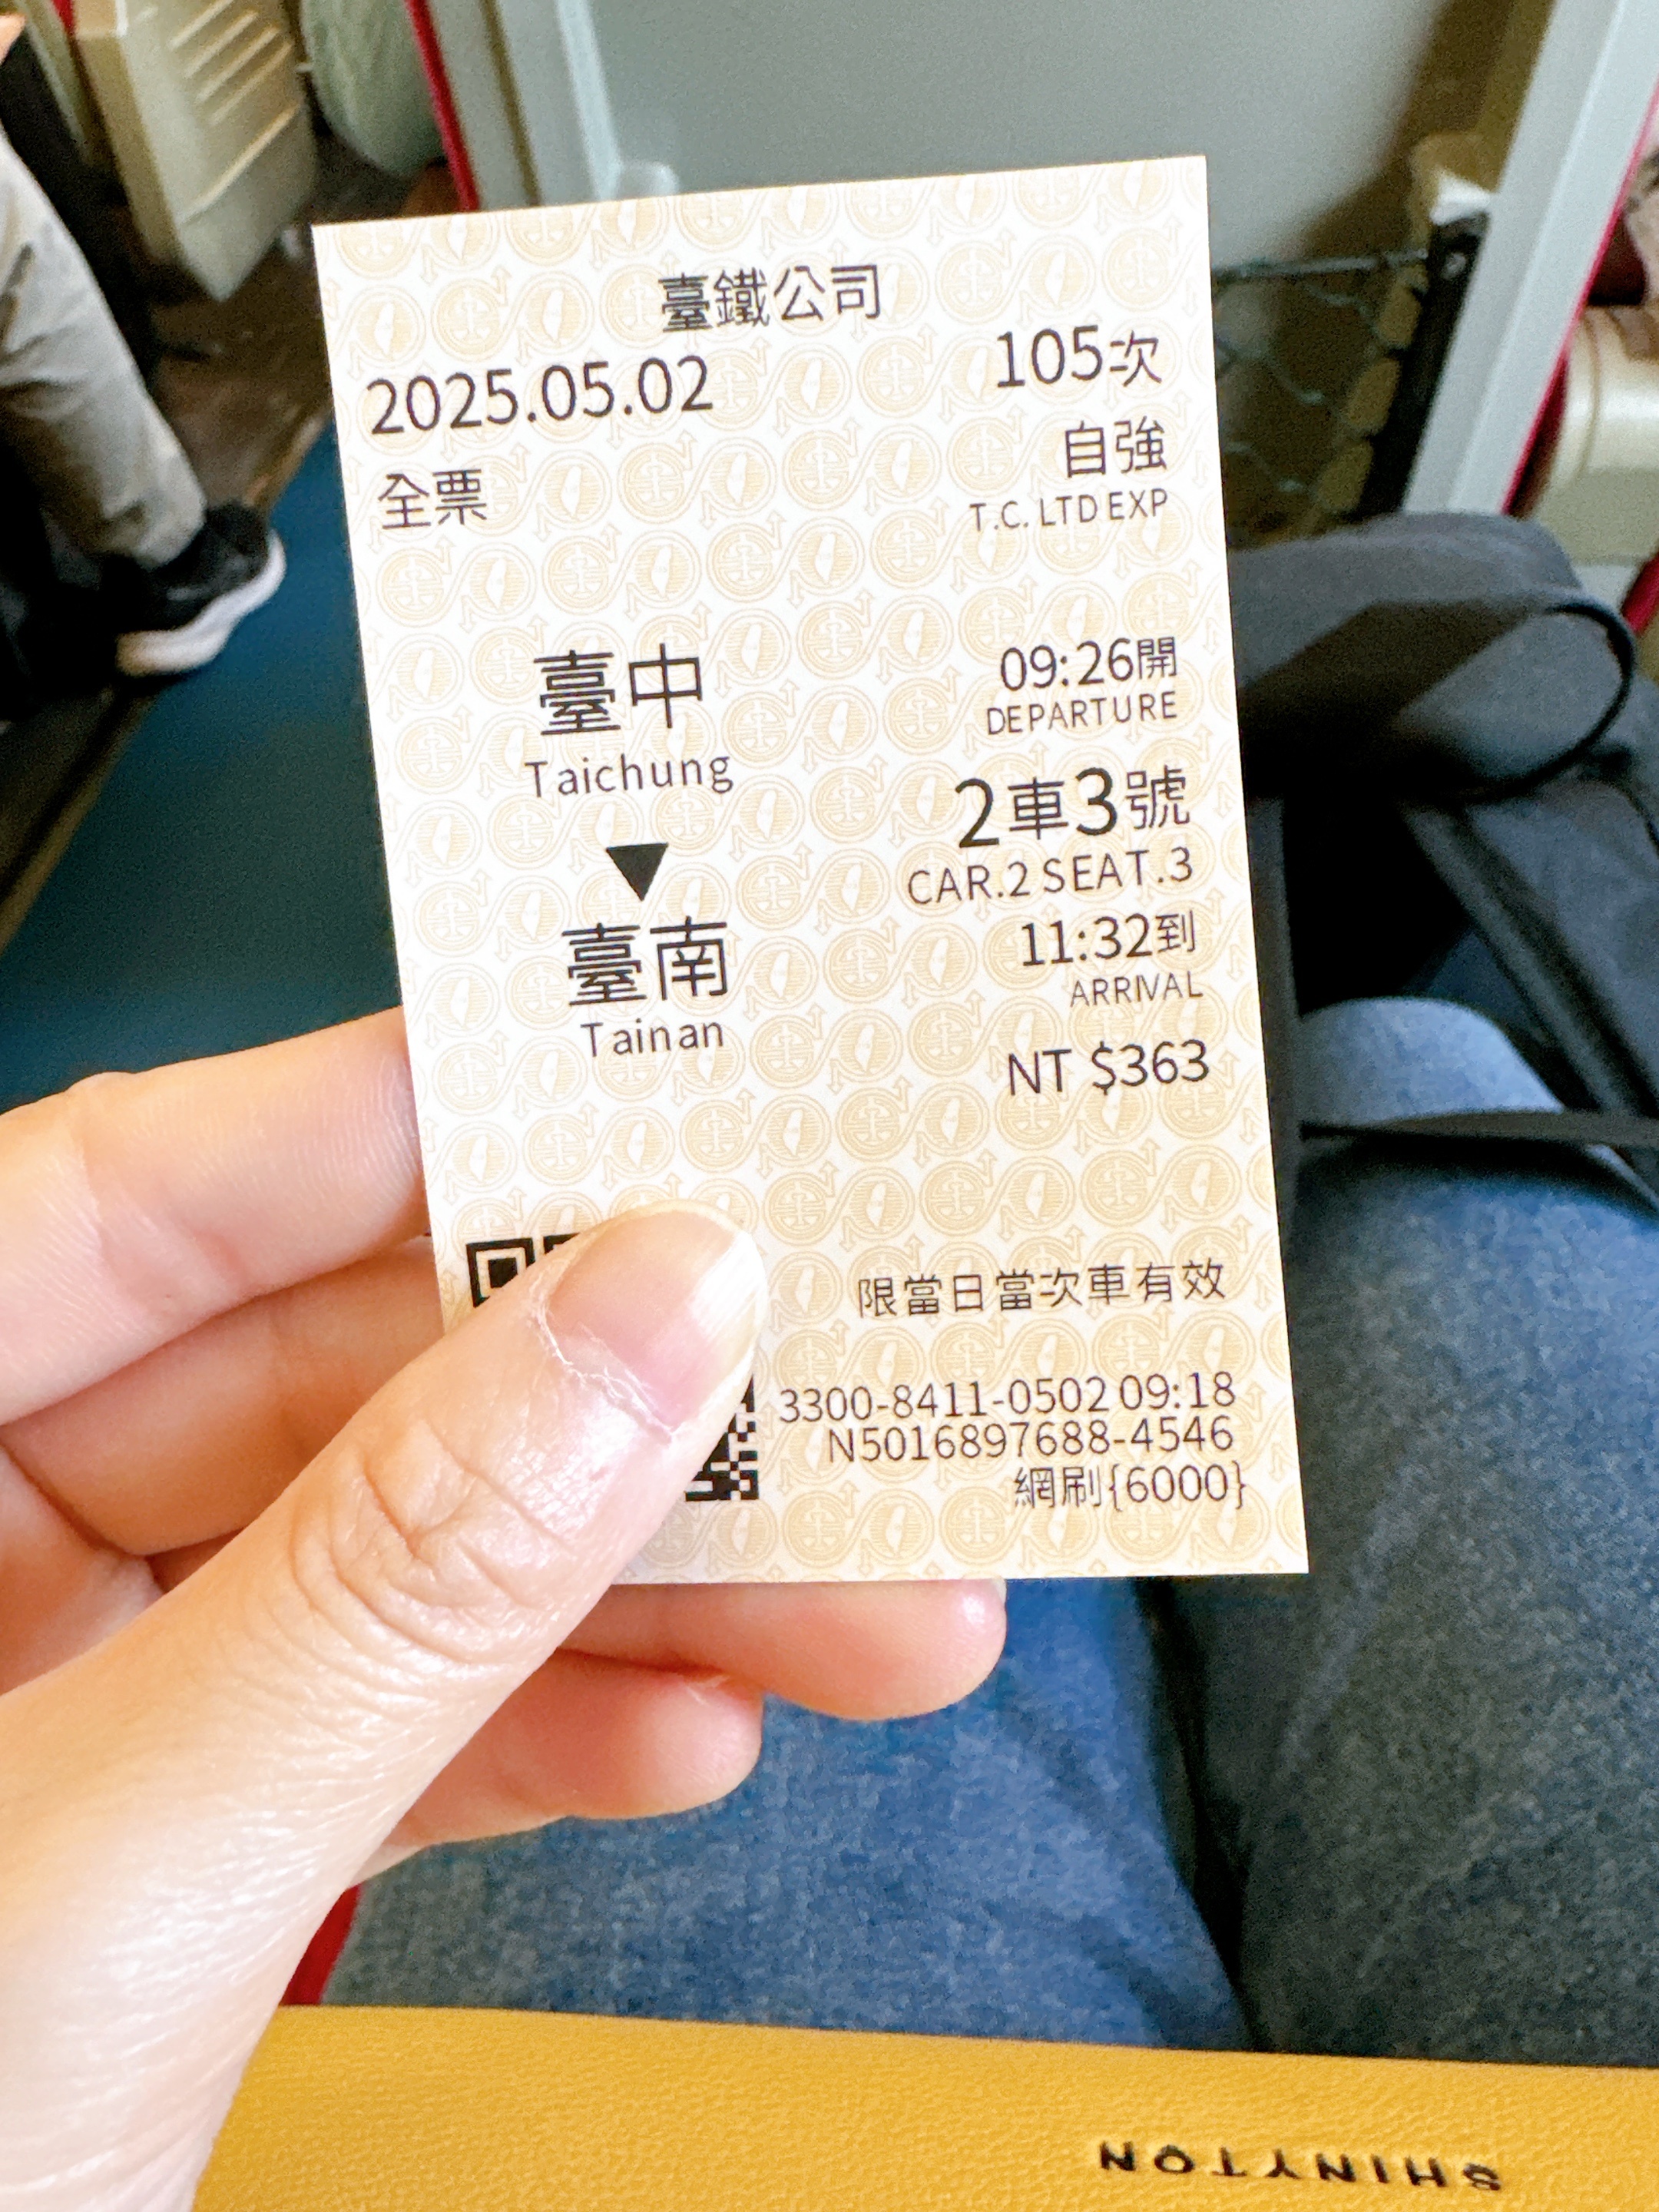 臺鐵公司
2025.05.02
105次
全票
自強
T.C. LTD EXP
臺中
Taichung
09:26開
DEPARTURE
2車3號
CAR.2 SEAT.3
臺南
Tainan
11:32到
ARRIVAL
NT $363
限當日當次車有效
3300-8411-0502 09:18
N5016897688-4546
網刷{6000}
SHINYTON